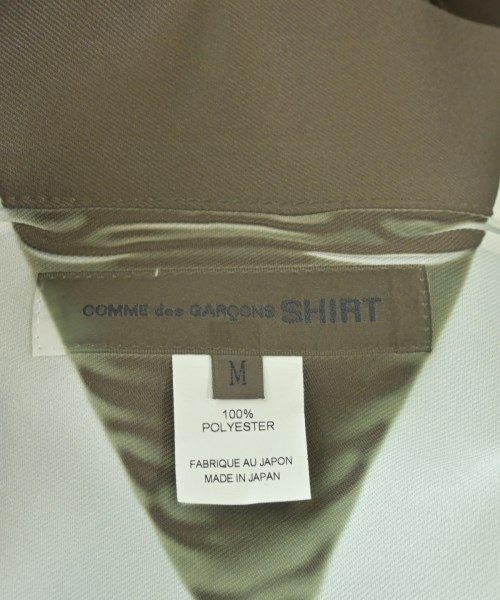 COMME des GARÇONS SHIRT
M
100%
POLYESTER
FABRIQUE AU JAPON
MADE IN JAPAN